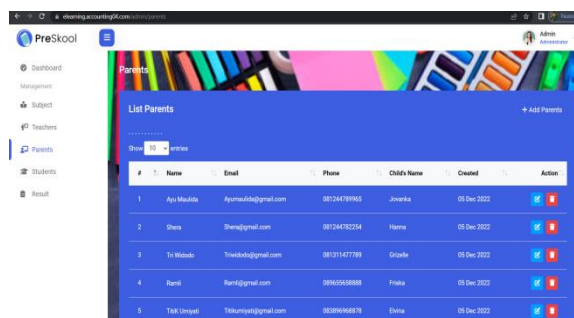 elearning.accounting04.com/admin/parents
PreSkool
Admin
Administrator
Dashboard
Management
Subject
Teachers
Parents
Students
Result
Parents
List Parents
+ Add Parents
Show 10 entries
# Name Email Phone Child's Name Created Action
1 Ayu Maulida Ayumaulida@gmail.com 081244789965 Jovanka 05 Dec 2022
2 Shera Shera@gmail.com 081244782254 Hanna 05 Dec 2022
3 Tri Widodo Triwidodo@gmail.com 081311477789 Grizelle 05 Dec 2022
4 Ramli Ramli@gmail.com 089655658888 Friska 05 Dec 2022
5 TitiK Umiyati Titikumiyati@gmail.com 083896968878 Elvina 05 Dec 2022